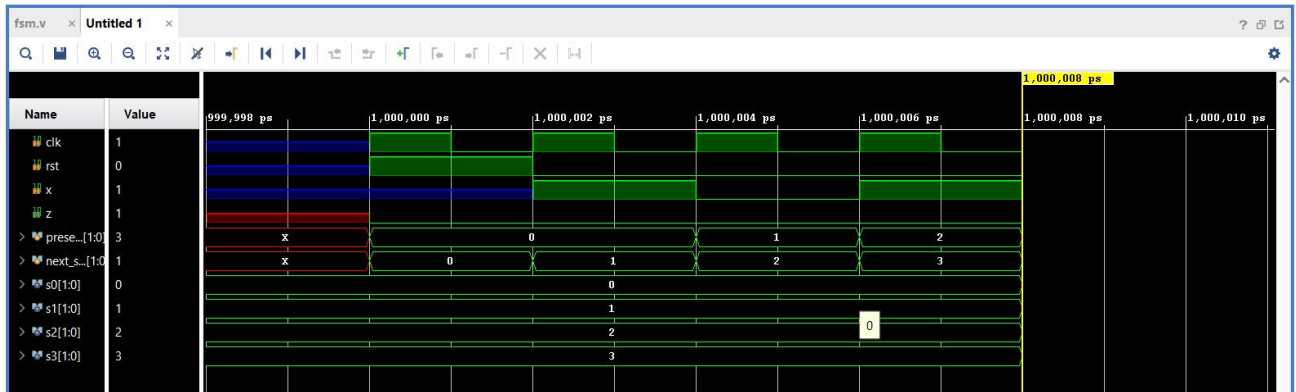 fsm.v × Untitled 1 × ?
1,000,008 ps
Name Value 999,998 ps 1,000,000 ps 1,000,002 ps 1,000,004 ps 1,000,006 ps 1,000,008 ps 1,000,010 ps
clk 1
rst 0
x 1
z 1
prese...[1:0] 3 X 0 1 2
next_s...[1:0 1 X 0 1 2 3
s0[1:0] 0 0
s1[1:0] 1 1
s2[1:0] 2 2 0
s3[1:0] 3 3